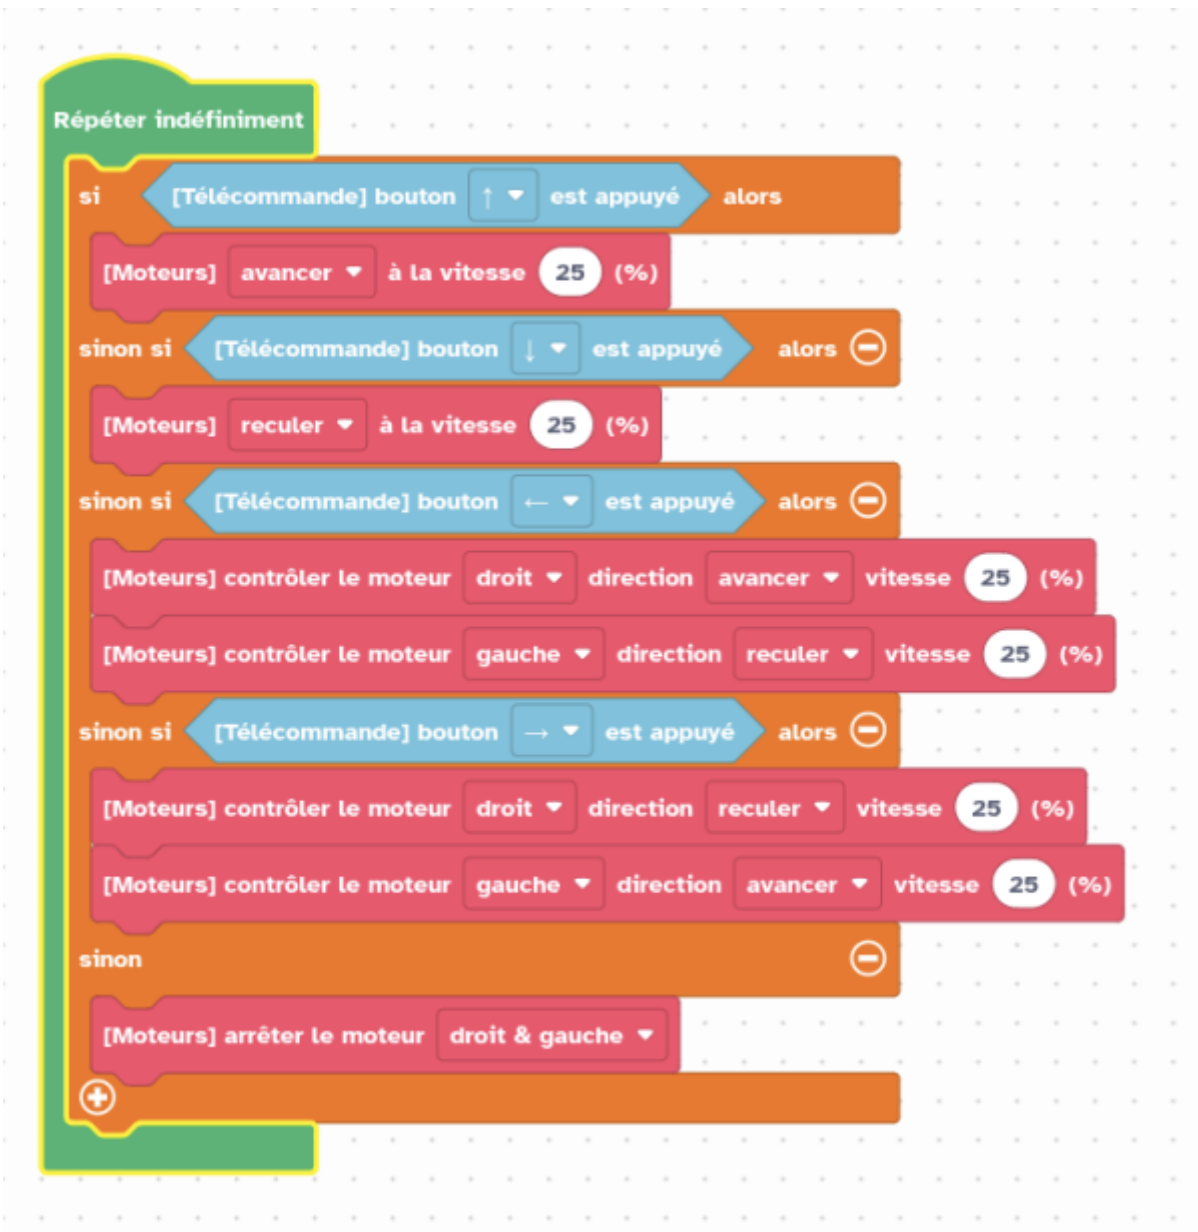 Répéter indéfiniment
si [Télécommande] bouton ↑ est appuyé alors
[Moteurs] avancer à la vitesse 25 (%)
sinon si [Télécommande] bouton ↓ est appuyé alors
[Moteurs] reculer à la vitesse 25 (%)
sinon si [Télécommande] bouton ← est appuyé alors
[Moteurs] contrôler le moteur droit direction avancer vitesse 25 (%)
[Moteurs] contrôler le moteur gauche direction reculer vitesse 25 (%)
sinon si [Télécommande] bouton → est appuyé alors
[Moteurs] contrôler le moteur droit direction reculer vitesse 25 (%)
[Moteurs] contrôler le moteur gauche direction avancer vitesse 25 (%)
sinon
[Moteurs] arrêter le moteur droit & gauche